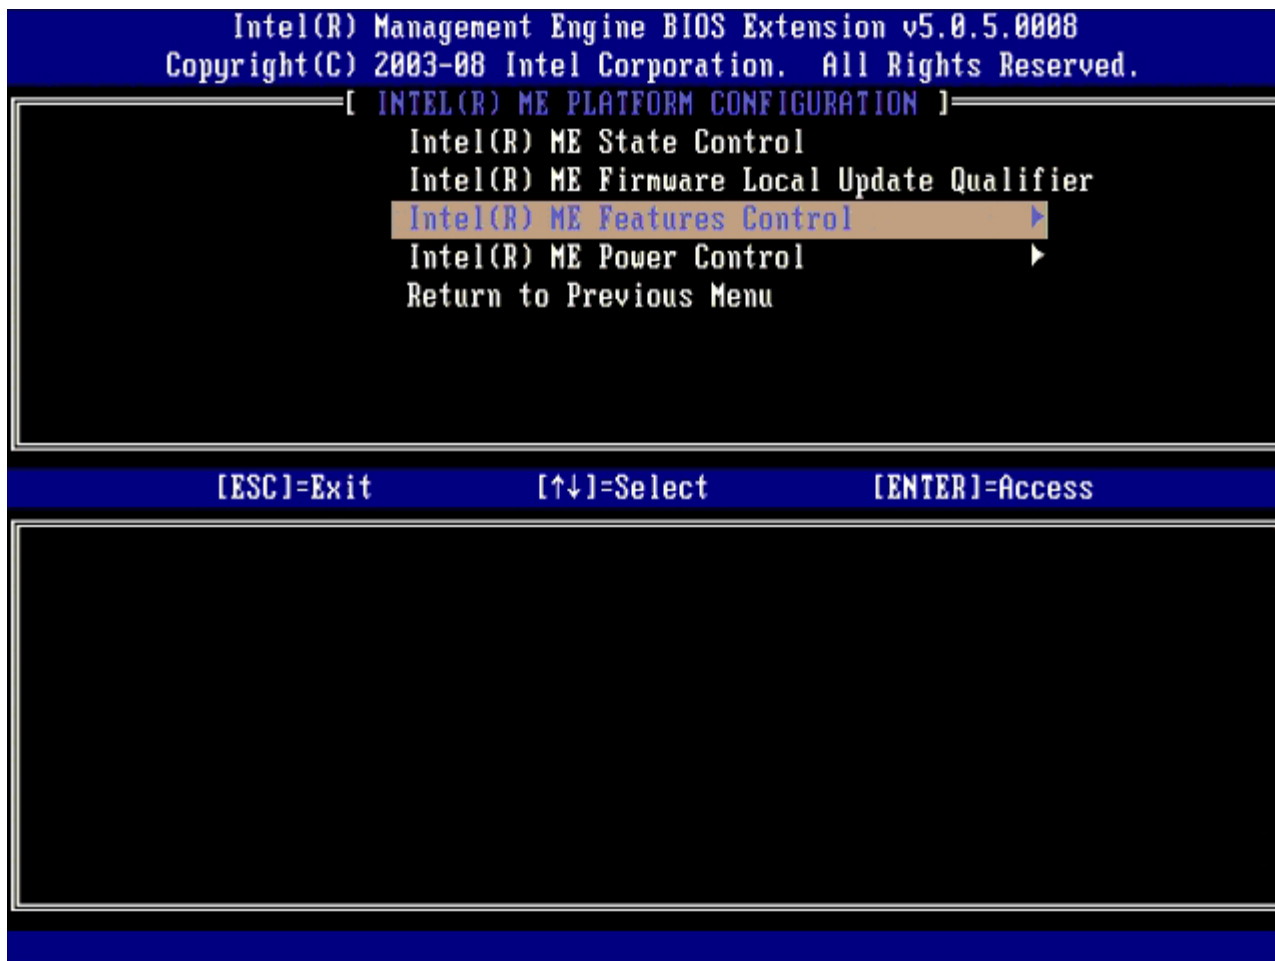 Intel(R) Management Engine BIOS Extension v5.0.5.0008
Copyright(C) 2003-08 Intel Corporation. All Rights Reserved.
[ INTEL(R) ME PLATFORM CONFIGURATION ]
Intel(R) ME State Control
Intel(R) ME Firmware Local Update Qualifier
Intel(R) ME Features Control ►
Intel(R) ME Power Control ►
Return to Previous Menu
[ESC]=Exit [↑↓]=Select [ENTER]=Access